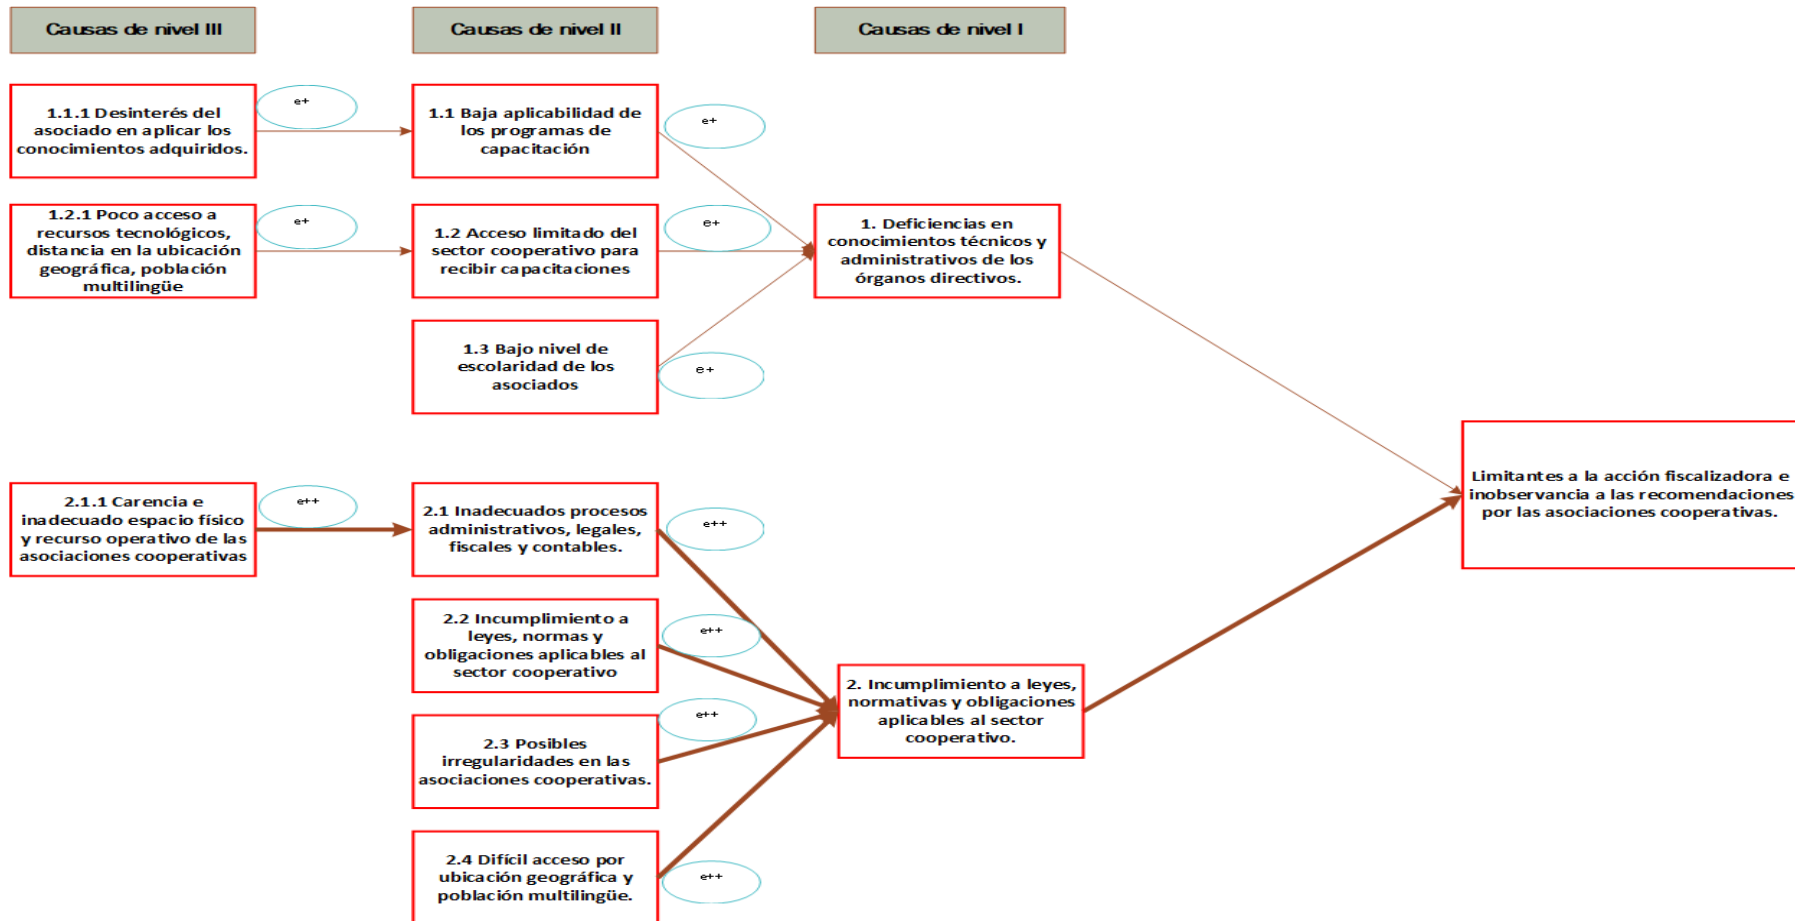 Causas de nivel III
Causas de nivel II
Causas de nivel I
1.1.1 Desinterés del
asociado en aplicar los
conocimientos adquiridos.
e+
1.1 Baja aplicabilidad de
los programas de
capacitación
e+
1.2.1 Poco acceso a
recursos tecnológicos,
distancia en la ubicación
geográfica, población
multilingüe
e+
1.2 Acceso limitado del
sector cooperativo para
recibir capacitaciones
e+
1. Deficiencias en
conocimientos técnicos y
administrativos de los
órganos directivos.
1.3 Bajo nivel de
escolaridad de los
asociados
e+
Limitantes a la acción fiscalizadora e
inobservancia a las recomendaciones
por las asociaciones cooperativas.
2.1.1 Carencia e
inadecuado espacio físico
y recurso operativo de las
asociaciones cooperativas
e++
2.1 Inadecuados procesos
administrativos, legales,
fiscales y contables.
e++
2.2 Incumplimiento a
leyes, normas y
obligaciones aplicables al
sector cooperativo
e++
2. Incumplimiento a leyes,
normativas y obligaciones
aplicables al sector
cooperativo.
2.3 Posibles
irregularidades en las
asociaciones cooperativas.
e++
2.4 Difícil acceso por
ubicación geográfica y
población multilingüe.
e++